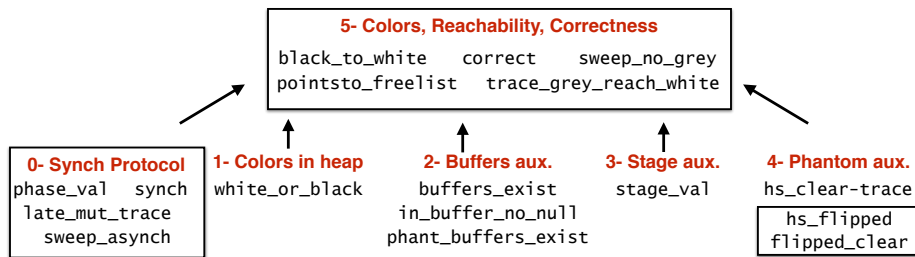 5- Colors, Reachability, Correctness
black_to_white correct sweep_no_grey
pointsto_freelist trace_grey_reach_white
0- Synch Protocol
phase_val synch
late_mut_trace
sweep_asynch
1- Colors in heap
white_or_black
2- Buffers aux.
buffers_exist
in_buffer_no_null
phant_buffers_exist
3- Stage aux.
stage_val
4- Phantom aux.
hs_clear-trace
hs_flipped
flipped_clear